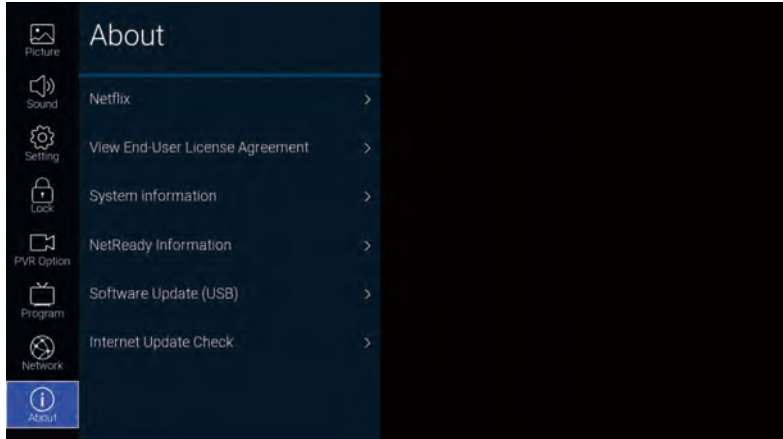 Picture
Sound
Setting
Lock
PVR Option
Program
Network
About
About
Netflix
View End-User License Agreement
System information
NetReady Information
Software Update (USB)
Internet Update Check